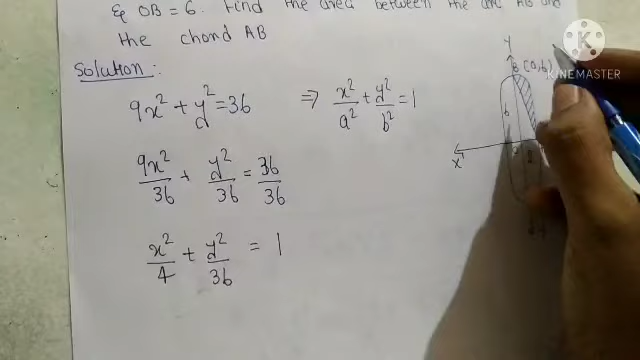 & OB = 6. Find the area between the arc AB and
the chord AB
Solution :
9x² + y² = 36 ⇒ x²/a² + y²/b² = 1
9x²/36 + y²/36 = 36/36
x²/4 + y²/36 = 1
Y
B (0,6)
6
X'
2
KINEMASTER